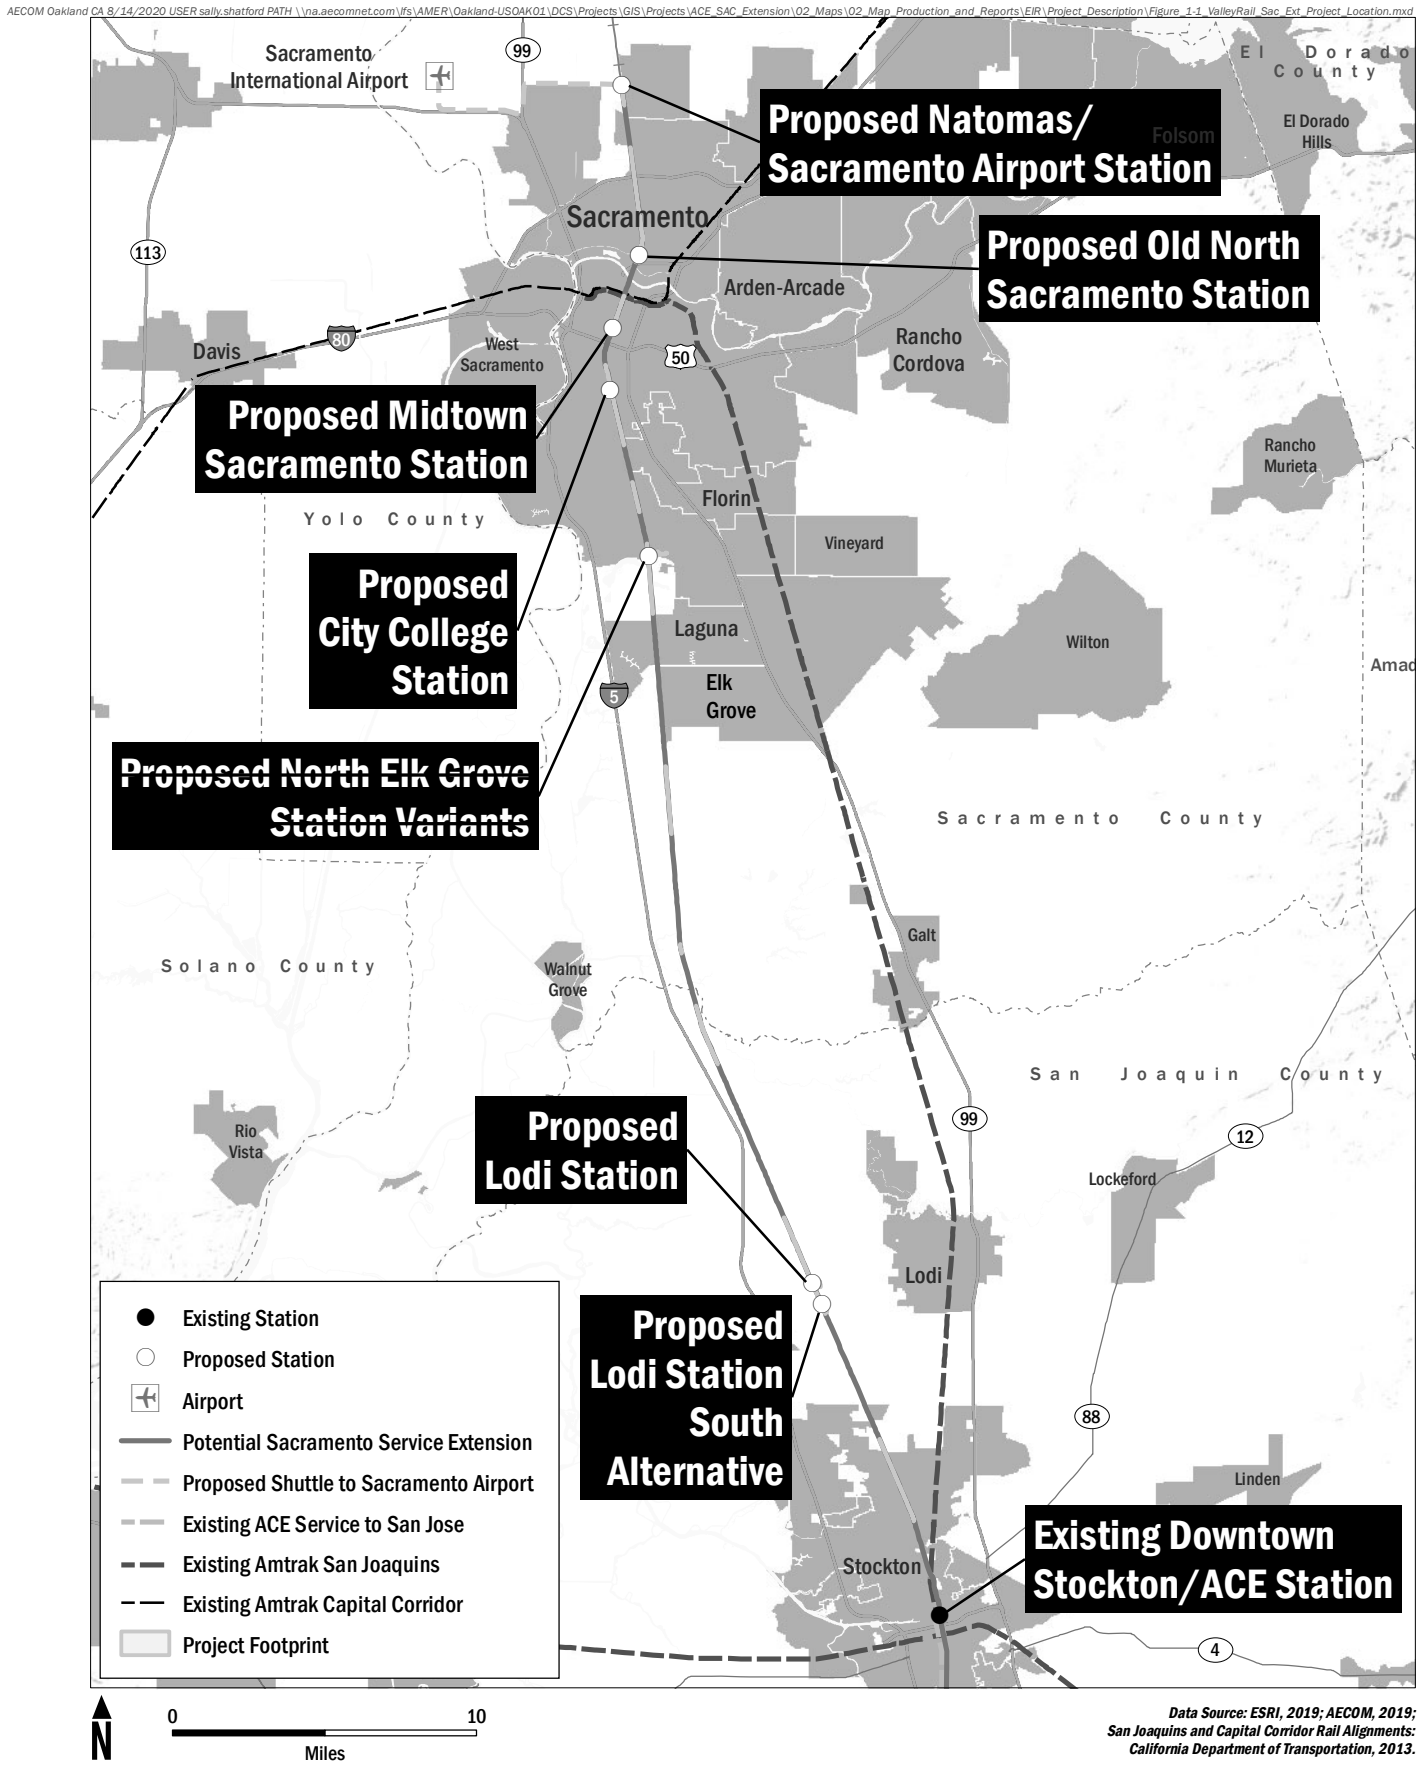 AECOM Oakland CA 8/14/2020 USER sally.shatford PATH \\na.aecomnet.com\lfs\AMER\Oakland-USOAK01\DCS\Projects\GIS\Projects\ACE_SAC_Extension\02_Maps\02_Map_Production_and_Reports\EIR\Project_Description\Figure_1-1_ValleyRail_Sac_Ext_Project_Location.mxd
Sacramento
International Airport
99
El Dorado
County
Proposed Natomas/
Sacramento Airport Station
Folsom
El Dorado
Hills
Sacramento
113
Proposed Old North
Sacramento Station
Arden-Arcade
80
Davis
West
Sacramento
50
Rancho
Cordova
Proposed Midtown
Sacramento Station
Rancho
Murieta
Florin
Yolo County
Vineyard
Proposed
City College
Station
Laguna
Wilton
Amad
Elk
Grove
5
Proposed North Elk Grove
Station Variants
Sacramento County
Galt
Solano County
Walnut
Grove
San Joaquin County
99
12
Rio
Vista
Proposed
Lodi Station
Lockeford
Lodi
Proposed
Lodi Station
South
Alternative
88
Linden
Existing Downtown
Stockton/ACE Station
Stockton
4
Existing Station
Proposed Station
Airport
Potential Sacramento Service Extension
Proposed Shuttle to Sacramento Airport
Existing ACE Service to San Jose
Existing Amtrak San Joaquins
Existing Amtrak Capital Corridor
Project Footprint
N
0 10
Miles
Data Source: ESRI, 2019; AECOM, 2019;
San Joaquins and Capital Corridor Rail Alignments:
California Department of Transportation, 2013.